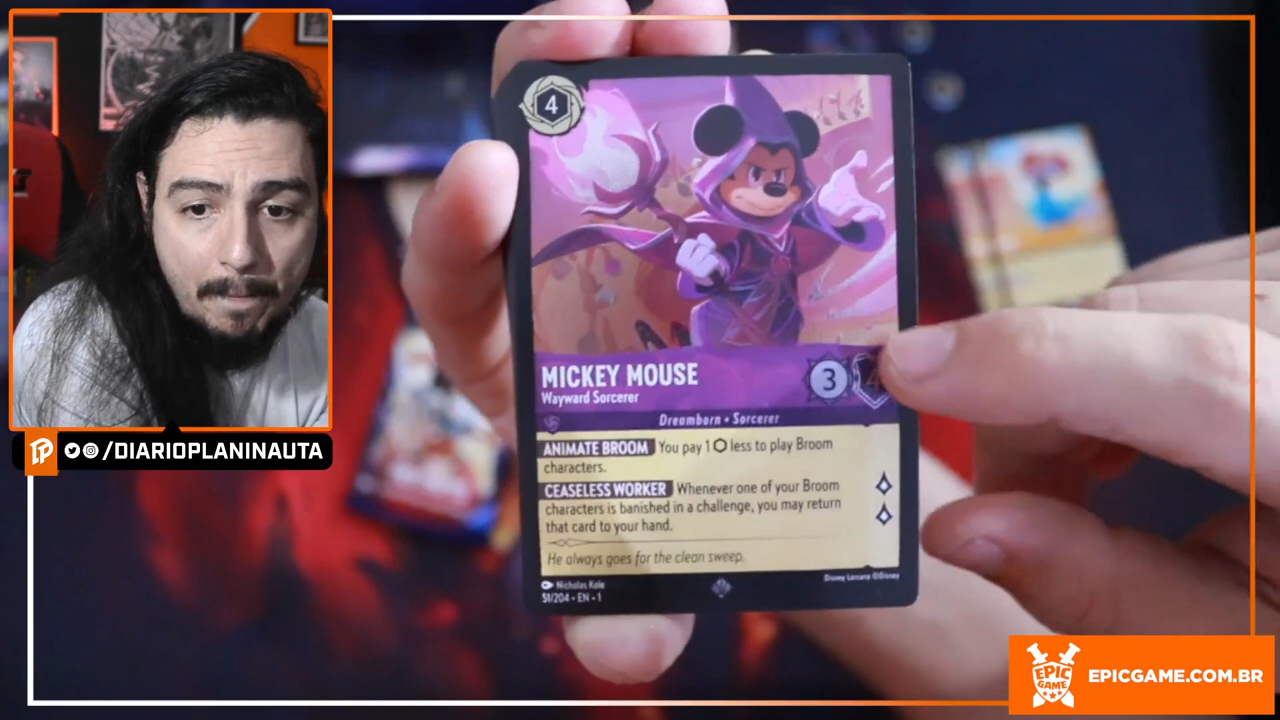 4
MICKEY MOUSE
Wayward Sorcerer
3
4
Dreamborn • Sorcerer
ANIMATE BROOM You pay 1 ⬡ less to play Broom
characters.
CEASELESS WORKER Whenever one of your Broom
characters is banished in a challenge, you may return
that card to your hand.
He always goes for the clean sweep.
Nicholas Kole
51/204 • EN • 1
Disney Lorcana ©Disney
/DIARIOPLANINAUTA
EPIC
GAME
EPICGAME.COM.BR